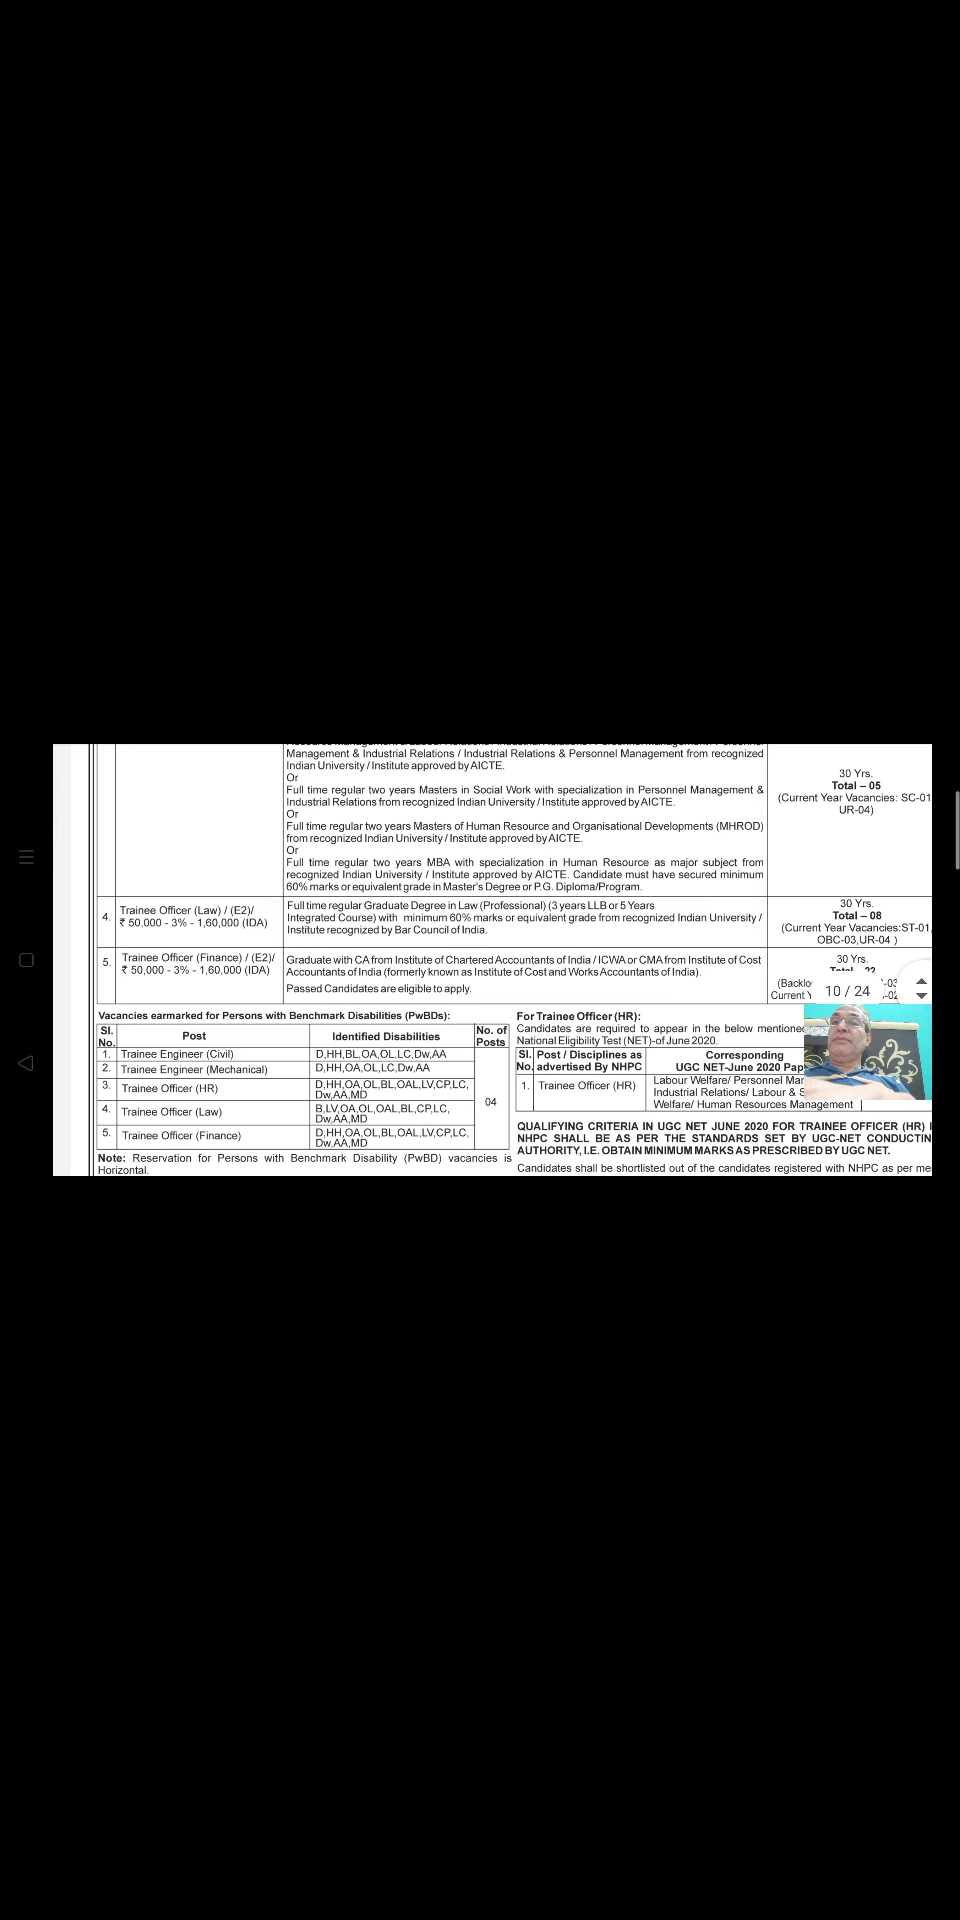 Management & Industrial Relations / Industrial Relations & Personnel Management from recognized
Indian University / Institute approved by AICTE.
Or
Full time regular two years Masters in Social Work with specialization in Personnel Management &
Industrial Relations from recognized Indian University / Institute approved by AICTE.
Or
Full time regular two years Masters of Human Resource and Organisational Developments (MHROD)
from recognized Indian University / Institute approved by AICTE.
Or
Full time regular two years MBA with specialization in Human Resource as major subject from
recognized Indian University / Institute approved by AICTE. Candidate must have secured minimum
60% marks or equivalent grade in Master's Degree or P.G. Diploma/Program.
30 Yrs.
Total – 05
(Current Year Vacancies: SC-01
UR-04)
4.
Trainee Officer (Law) / (E2)/
₹ 50,000 - 3% - 1,60,000 (IDA)
Full time regular Graduate Degree in Law (Professional) (3 years LLB or 5 Years
Integrated Course) with minimum 60% marks or equivalent grade from recognized Indian University /
Institute recognized by Bar Council of India.
30 Yrs.
Total – 08
(Current Year Vacancies:ST-01,
OBC-03,UR-04 )
5.
Trainee Officer (Finance) / (E2)/
₹ 50,000 - 3% - 1,60,000 (IDA)
Graduate with CA from Institute of Chartered Accountants of India / ICWA or CMA from Institute of Cost
Accountants of India (formerly known as Institute of Cost and Works Accountants of India).
Passed Candidates are eligible to apply.
30 Yrs.
Current
10 / 24
Vacancies earmarked for Persons with Benchmark Disabilities (PwBDs):
Sl. No.
Post
Identified Disabilities
No. of Posts
1. Trainee Engineer (Civil) D,HH,BL,OA,OL,LC,Dw,AA
2. Trainee Engineer (Mechanical) D,HH,OA,OL,LC,Dw,AA
3. Trainee Officer (HR) D,HH,OA,OL,BL,OAL,LV,CP,LC,
Dw,AA,MD
4. Trainee Officer (Law) B,LV,OA,OL,OAL,BL,CP,LC,
Dw,AA,MD
5. Trainee Officer (Finance) D,HH,OA,OL,BL,OAL,LV,CP,LC,
Dw,AA,MD
04
Note: Reservation for Persons with Benchmark Disability (PwBD) vacancies is
Horizontal.
For Trainee Officer (HR):
Candidates are required to appear in the below mentioned
National Eligibility Test (NET)-of June 2020.
Sl. No.
Post / Disciplines as
advertised By NHPC
Corresponding
UGC NET-June 2020
1. Trainee Officer (HR)
Labour Welfare/ Personnel
Industrial Relations/ Labour &
Welfare/ Human Resources Management
QUALIFYING CRITERIA IN UGC NET JUNE 2020 FOR TRAINEE OFFICER (HR)
NHPC SHALL BE AS PER THE STANDARDS SET BY UGC-NET
AUTHORITY, I.E. OBTAIN MINIMUM MARKS AS PRESCRIBED BY UGC NET.
Candidates shall be shortlisted out of the candidates registered with NHPC as per